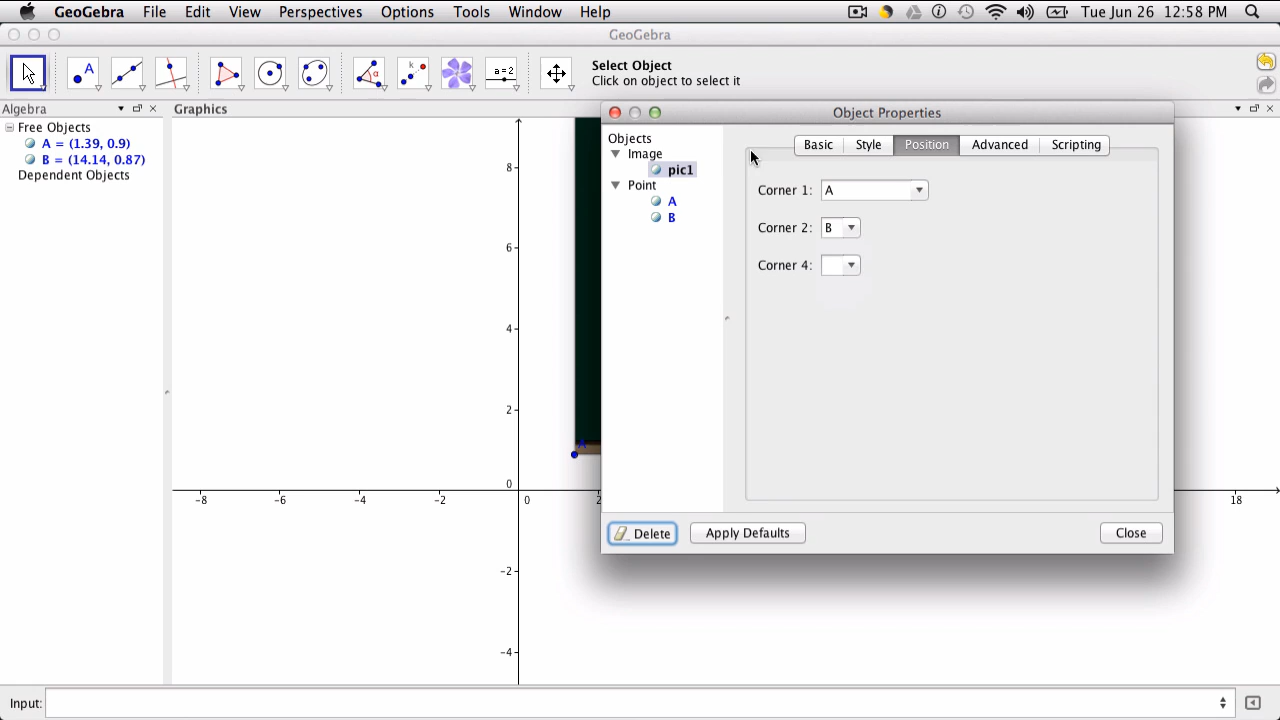 GeoGebra File Edit View Perspectives Options Tools Window Help Tue Jun 26 12:58 PM
GeoGebra
A α k a=2
Select Object
Click on object to select it
Algebra
Graphics
Free Objects
A = (1.39, 0.9)
B = (14.14, 0.87)
Dependent Objects
Object Properties
Objects
Image
pic1
Point
A
B
Basic Style Position Advanced Scripting
Corner 1: A
Corner 2: B
Corner 4:
Delete Apply Defaults Close
8
6
4
2
A
0
-8 -6 -4 -2 0 2 18
-2
-4
Input: